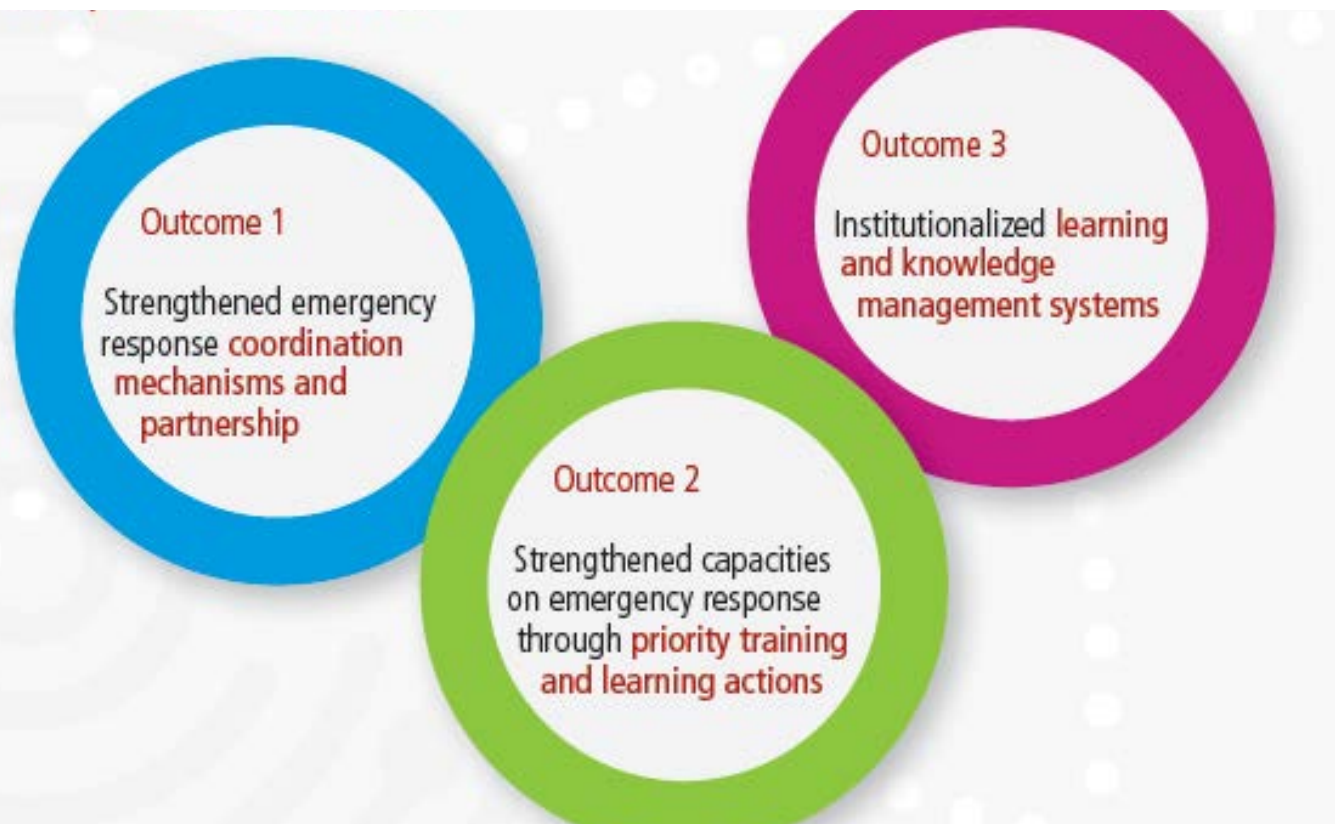 Outcome 1
Strengthened emergency
response coordination
mechanisms and
partnership
Outcome 2
Strengthened capacities
on emergency response
through priority training
and learning actions
Outcome 3
Institutionalized learning
and knowledge
management systems